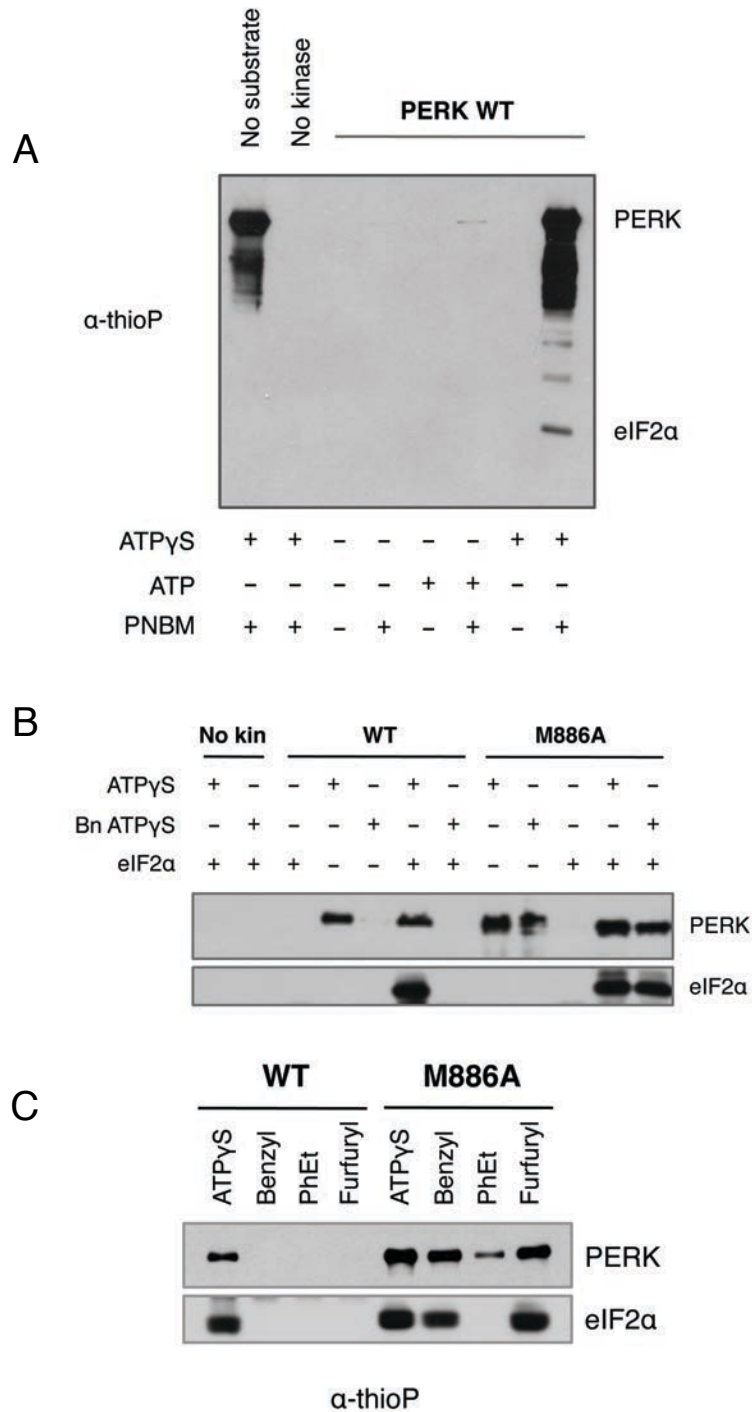 A
No substrate
No kinase
PERK WT
α-thioP
PERK
eIF2α
ATPγS + + – – – – + +
ATP – – – – + + – –
PNBM + + – + – + – +
B
No kin WT M886A
ATPγS + – – + – + – + – – + –
Bn ATPγS – + – – + – + – + – – +
eIF2α + + + – – + + – – + + +
PERK
eIF2α
C
WT M886A
ATPγS Benzyl PhEt Furfuryl ATPγS Benzyl PhEt Furfuryl
PERK
eIF2α
α-thioP